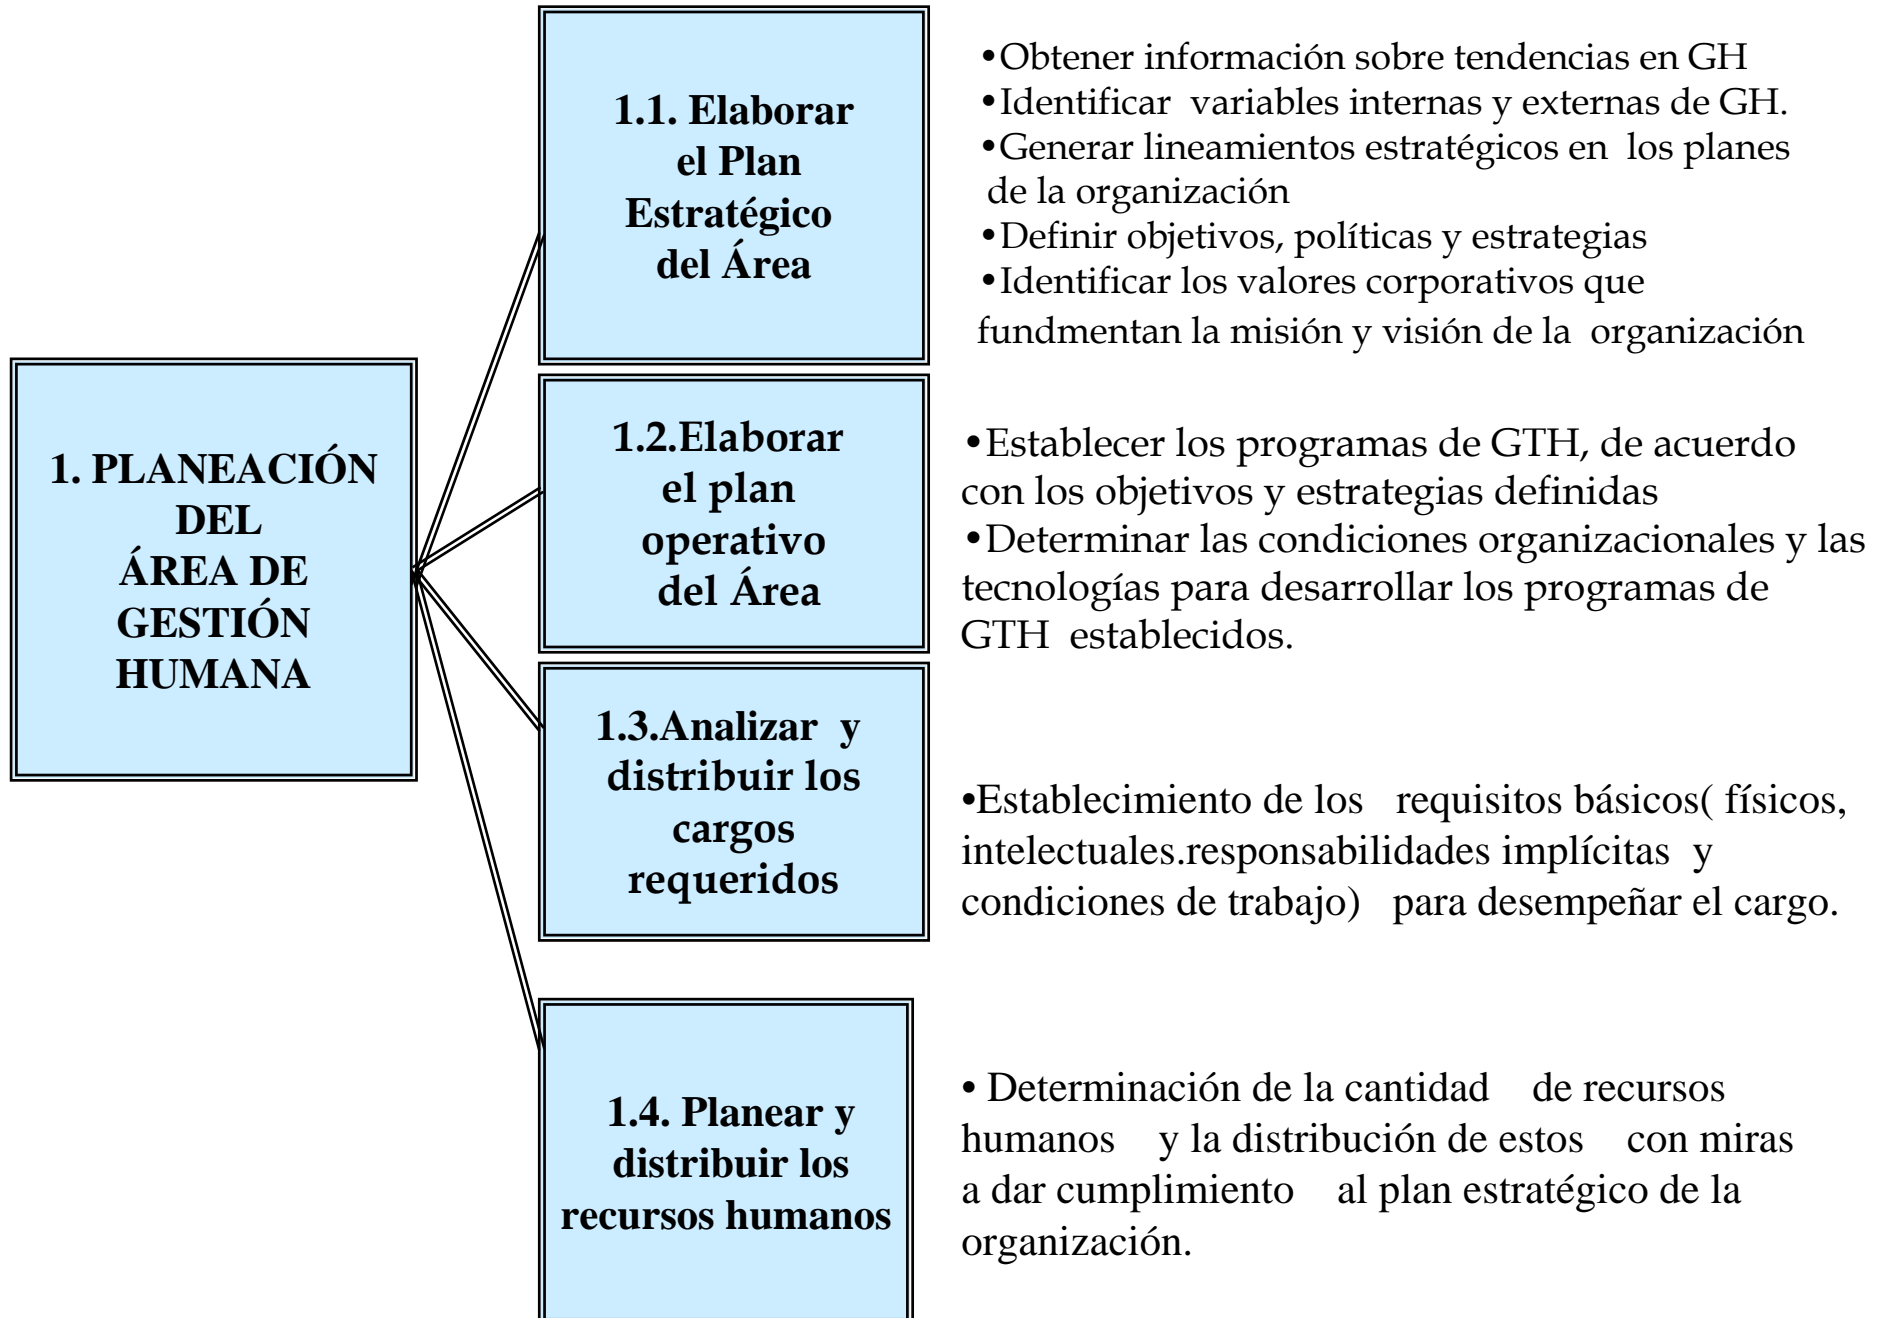 1. PLANEACIÓN
DEL
ÁREA DE
GESTIÓN
HUMANA
1.1. Elaborar
el Plan
Estratégico
del Área
•Obtener información sobre tendencias en GH
•Identificar variables internas y externas de GH.
•Generar lineamientos estratégicos en los planes
de la organización
•Definir objetivos, políticas y estrategias
•Identificar los valores corporativos que
fundmentan la misión y visión de la organización
1.2.Elaborar
el plan
operativo
del Área
•Establecer los programas de GTH, de acuerdo
con los objetivos y estrategias definidas
•Determinar las condiciones organizacionales y las
tecnologías para desarrollar los programas de
GTH establecidos.
1.3.Analizar y
distribuir los
cargos
requeridos
•Establecimiento de los requisitos básicos( físicos,
intelectuales.responsabilidades implícitas y
condiciones de trabajo) para desempeñar el cargo.
1.4. Planear y
distribuir los
recursos humanos
• Determinación de la cantidad de recursos
humanos y la distribución de estos con miras
a dar cumplimiento al plan estratégico de la
organización.